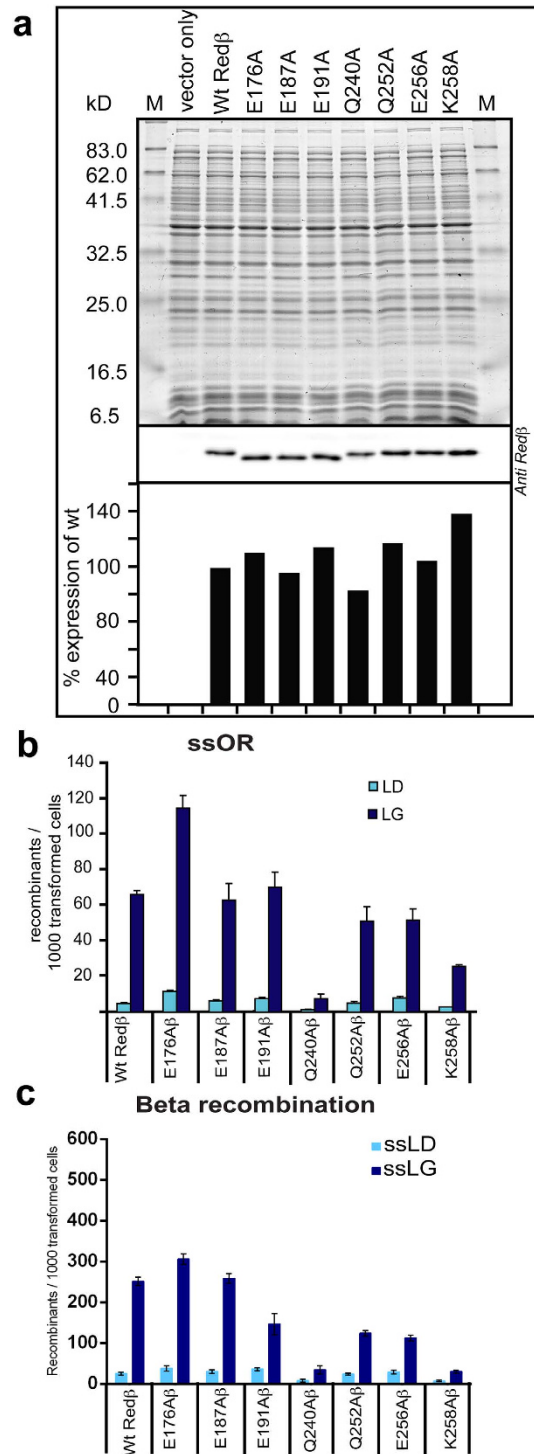 a
kD
M
vector only
Wt Redβ
E176A
E187A
E191A
Q240A
Q252A
E256A
K258A
M
83.0
62.0
41.5
32.5
25.0
16.5
6.5
Anti Redβ
% expression of wt
140
100
80
40
0
b
ssOR
recombinants /
1000 transformed cells
140
120
100
80
60
40
20
LD
LG
Wt Redβ
E176Aβ
E187Aβ
E191Aβ
Q240Aβ
Q252Aβ
E256Aβ
K258Aβ
c
Beta recombination
Recombinants / 1000 transformed cells
600
500
400
300
200
100
0
ssLD
ssLG
Wt Redβ
E176Aβ
E187Aβ
E191Aβ
Q240Aβ
Q252Aβ
E256Aβ
K258Aβ